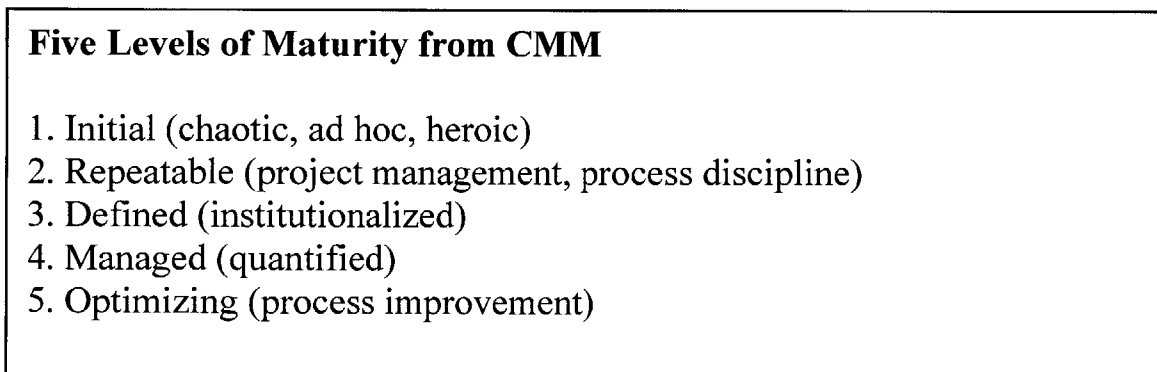 Five Levels of Maturity from CMM
1. Initial (chaotic, ad hoc, heroic)
2. Repeatable (project management, process discipline)
3. Defined (institutionalized)
4. Managed (quantified)
5. Optimizing (process improvement)